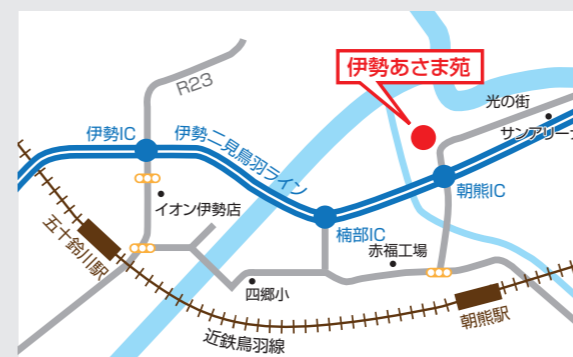 R23
伊勢あさま苑
光の街
サンアリーナ
伊勢IC
伊勢二見鳥羽ライン
朝熊IC
イオン伊勢店
五十鈴川駅
楠部IC
赤福工場
四郷小
朝熊駅
近鉄鳥羽線